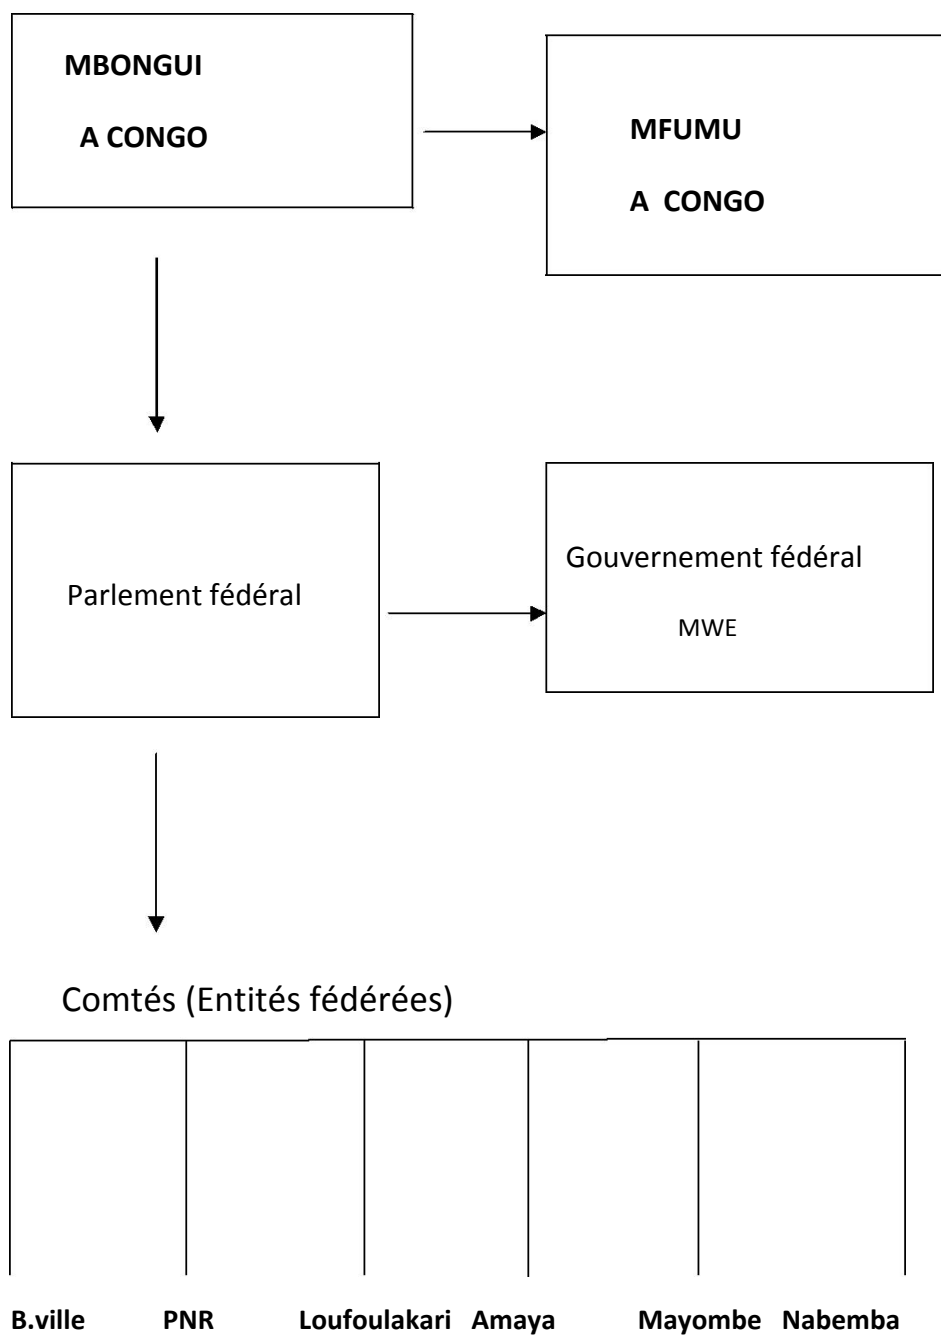 MBONGUI
A CONGO
MFUMU
A CONGO
Parlement fédéral
Gouvernement fédéral
MWE
Comtés (Entités fédérées)
B.ville PNR Loufoulakari Amaya Mayombe Nabemba